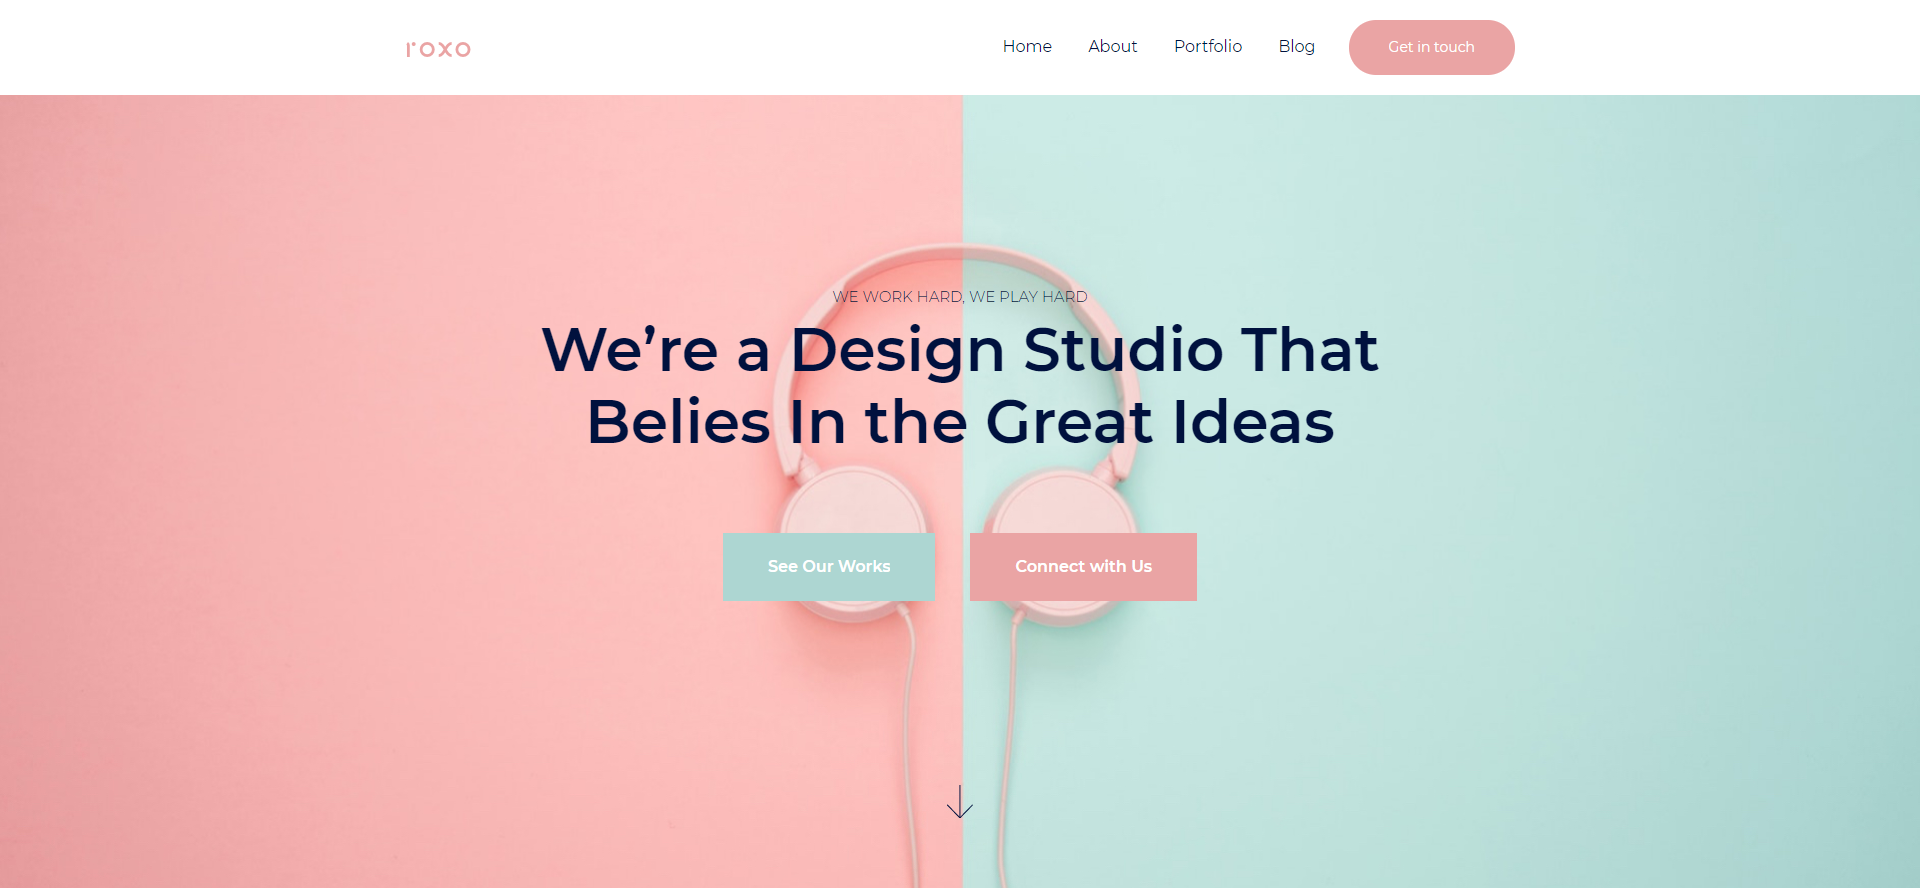 roxo
Home About Portfolio Blog Get in touch
WE WORK HARD, WE PLAY HARD
We’re a Design Studio That
Belies In the Great Ideas
See Our Works Connect with Us